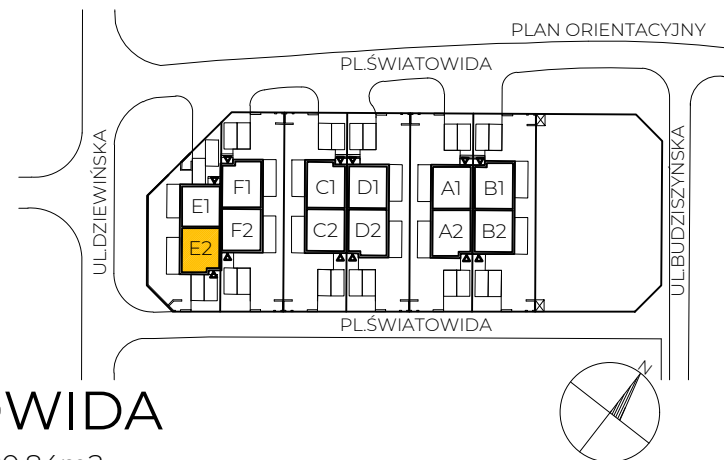 PLAN ORIENTACYJNY
PL.ŚWIATOWIDA
UL.DZIEWIŃSKA
UL.BUDZISZYŃSKA
F1 C1 D1 A1 B1
E1
F2 C2 D2 A2 B2
E2
PL.ŚWIATOWIDA
N
WIDA